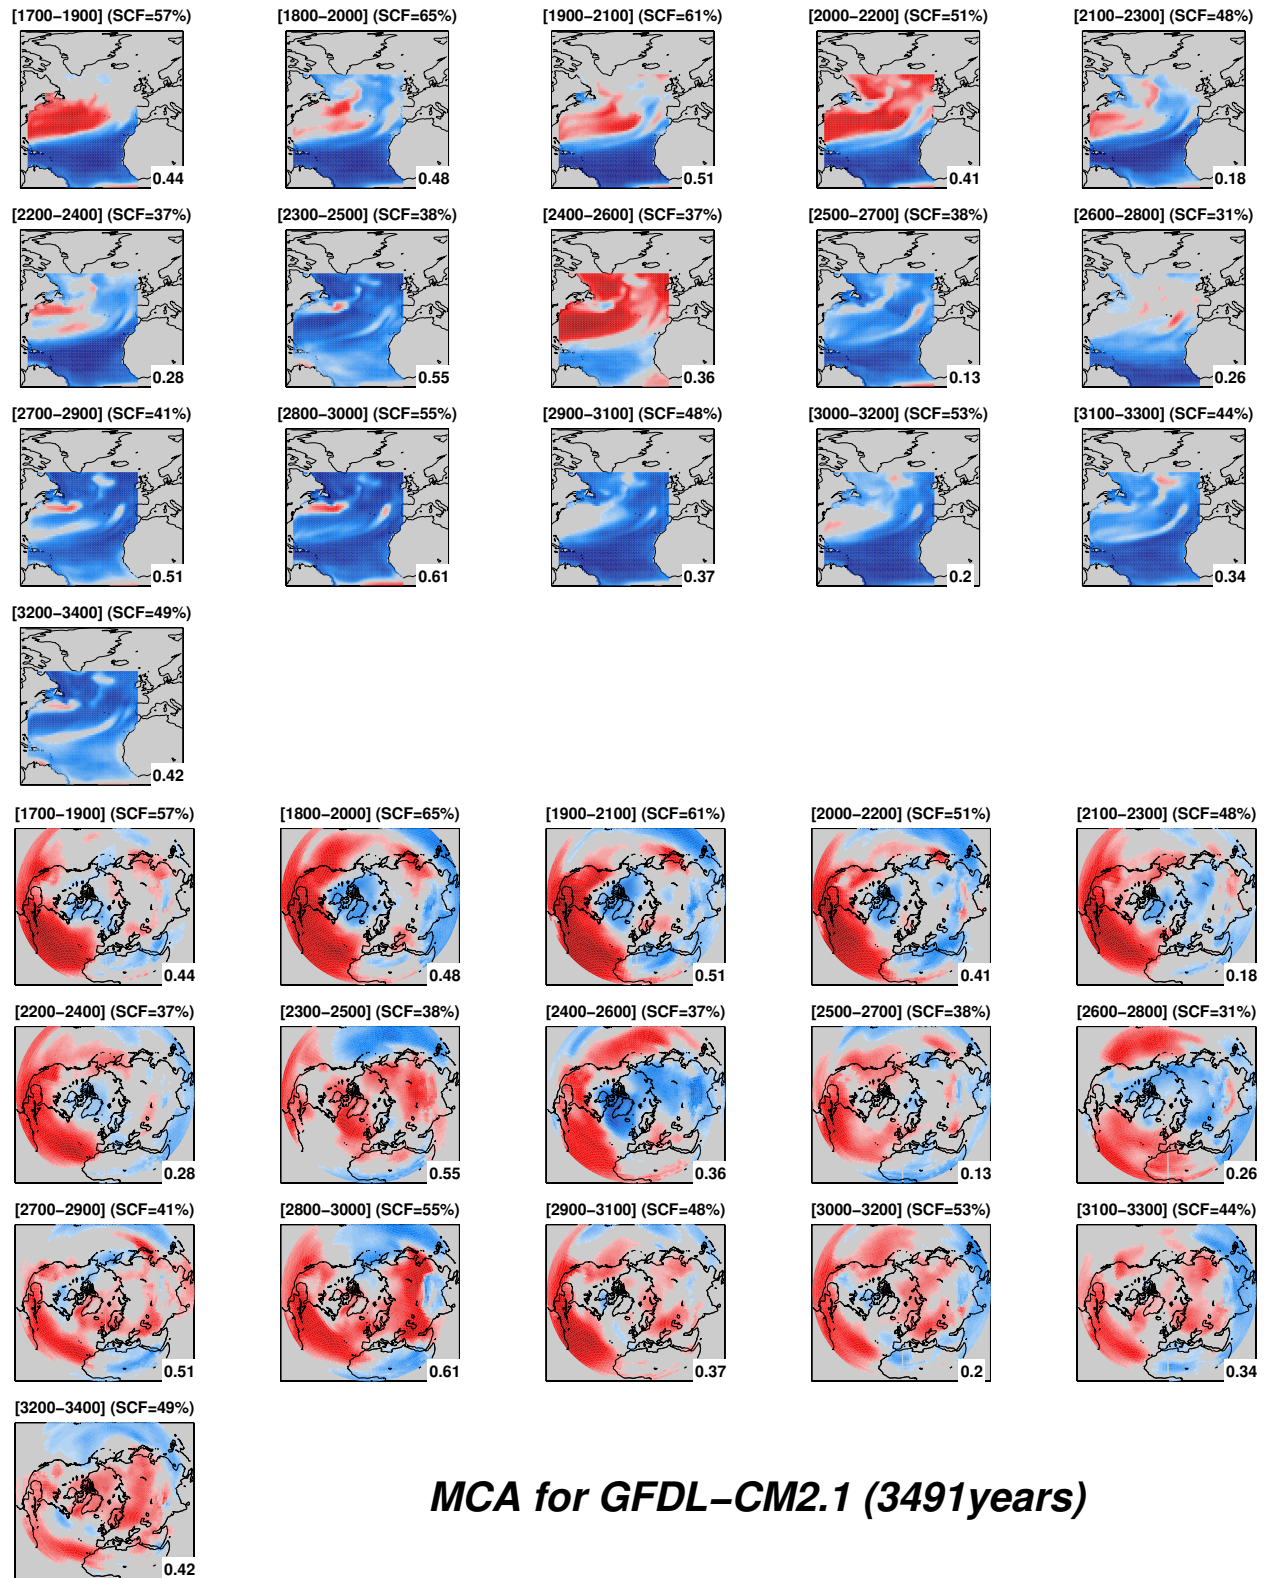 [1700−1900] (SCF=57%) [1800−2000] (SCF=65%) [1900−2100] (SCF=61%) [2000−2200] (SCF=51%) [2100−2300] (SCF=48%)
0.44 0.48 0.51 0.41 0.18
[2200−2400] (SCF=37%) [2300−2500] (SCF=38%) [2400−2600] (SCF=37%) [2500−2700] (SCF=38%) [2600−2800] (SCF=31%)
0.28 0.55 0.36 0.13 0.26
[2700−2900] (SCF=41%) [2800−3000] (SCF=55%) [2900−3100] (SCF=48%) [3000−3200] (SCF=53%) [3100−3300] (SCF=44%)
0.51 0.61 0.37 0.2 0.34
[3200−3400] (SCF=49%)
0.42
[1700−1900] (SCF=57%) [1800−2000] (SCF=65%) [1900−2100] (SCF=61%) [2000−2200] (SCF=51%) [2100−2300] (SCF=48%)
0.44 0.48 0.51 0.41 0.18
[2200−2400] (SCF=37%) [2300−2500] (SCF=38%) [2400−2600] (SCF=37%) [2500−2700] (SCF=38%) [2600−2800] (SCF=31%)
0.28 0.55 0.36 0.13 0.26
[2700−2900] (SCF=41%) [2800−3000] (SCF=55%) [2900−3100] (SCF=48%) [3000−3200] (SCF=53%) [3100−3300] (SCF=44%)
0.51 0.61 0.37 0.2 0.34
[3200−3400] (SCF=49%)
MCA for GFDL−CM2.1 (3491years)
0.42